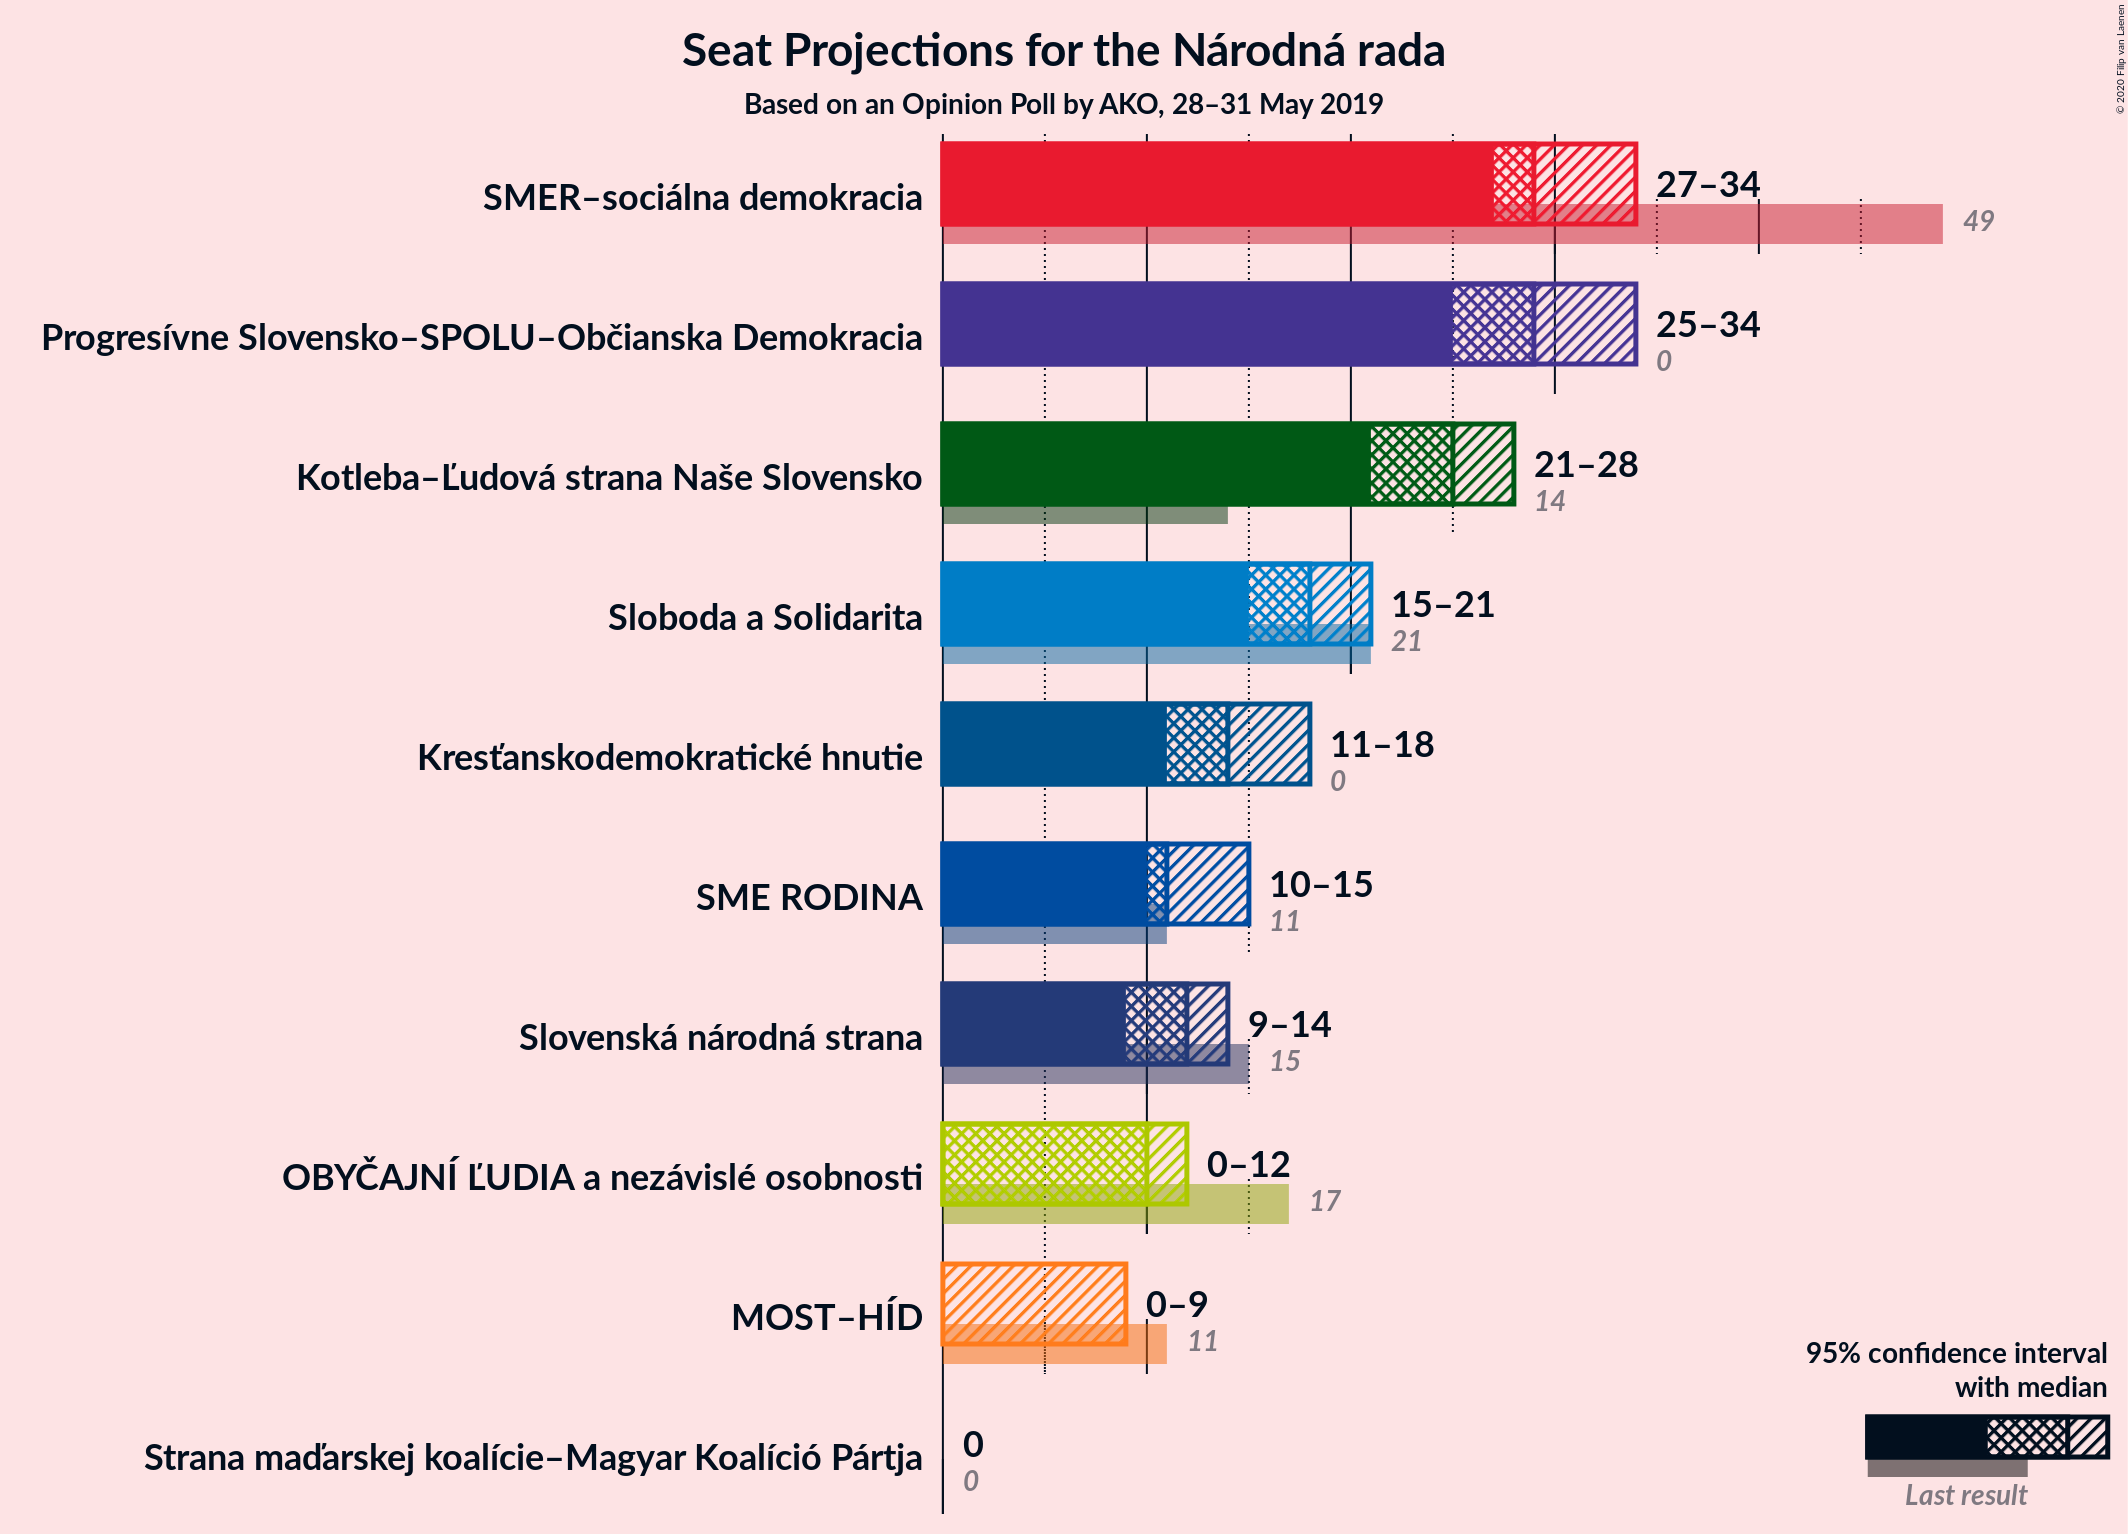 Seat Projections for the Národná rada
Based on an Opinion Poll by AKO, 28–31 May 2019
© 2020 Filip van Laenen
SMER–sociálna demokracia
27–34
49
Progresívne Slovensko–SPOLU–Občianska Demokracia
25–34
0
Kotleba–Ľudová strana Naše Slovensko
21–28
14
Sloboda a Solidarita
15–21
21
Kresťanskodemokratické hnutie
11–18
0
SME RODINA
10–15
11
Slovenská národná strana
9–14
15
OBYČAJNÍ ĽUDIA a nezávislé osobnosti
0–12
17
MOST–HÍD
0–9
11
Strana maďarskej koalície–Magyar Koalíció Pártja
0
0
95% confidence interval
with median
Last result